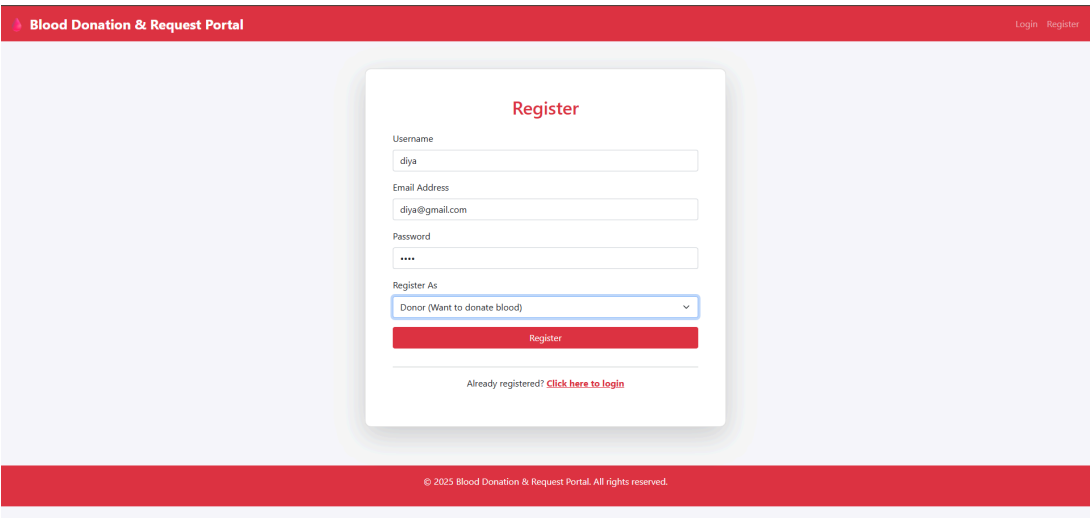 Blood Donation & Request Portal
Login Register
Register
Username
diya
Email Address
diya@gmail.com
Password
••••
Register As
Donor (Want to donate blood)
Register
Already registered? Click here to login
© 2025 Blood Donation & Request Portal. All rights reserved.